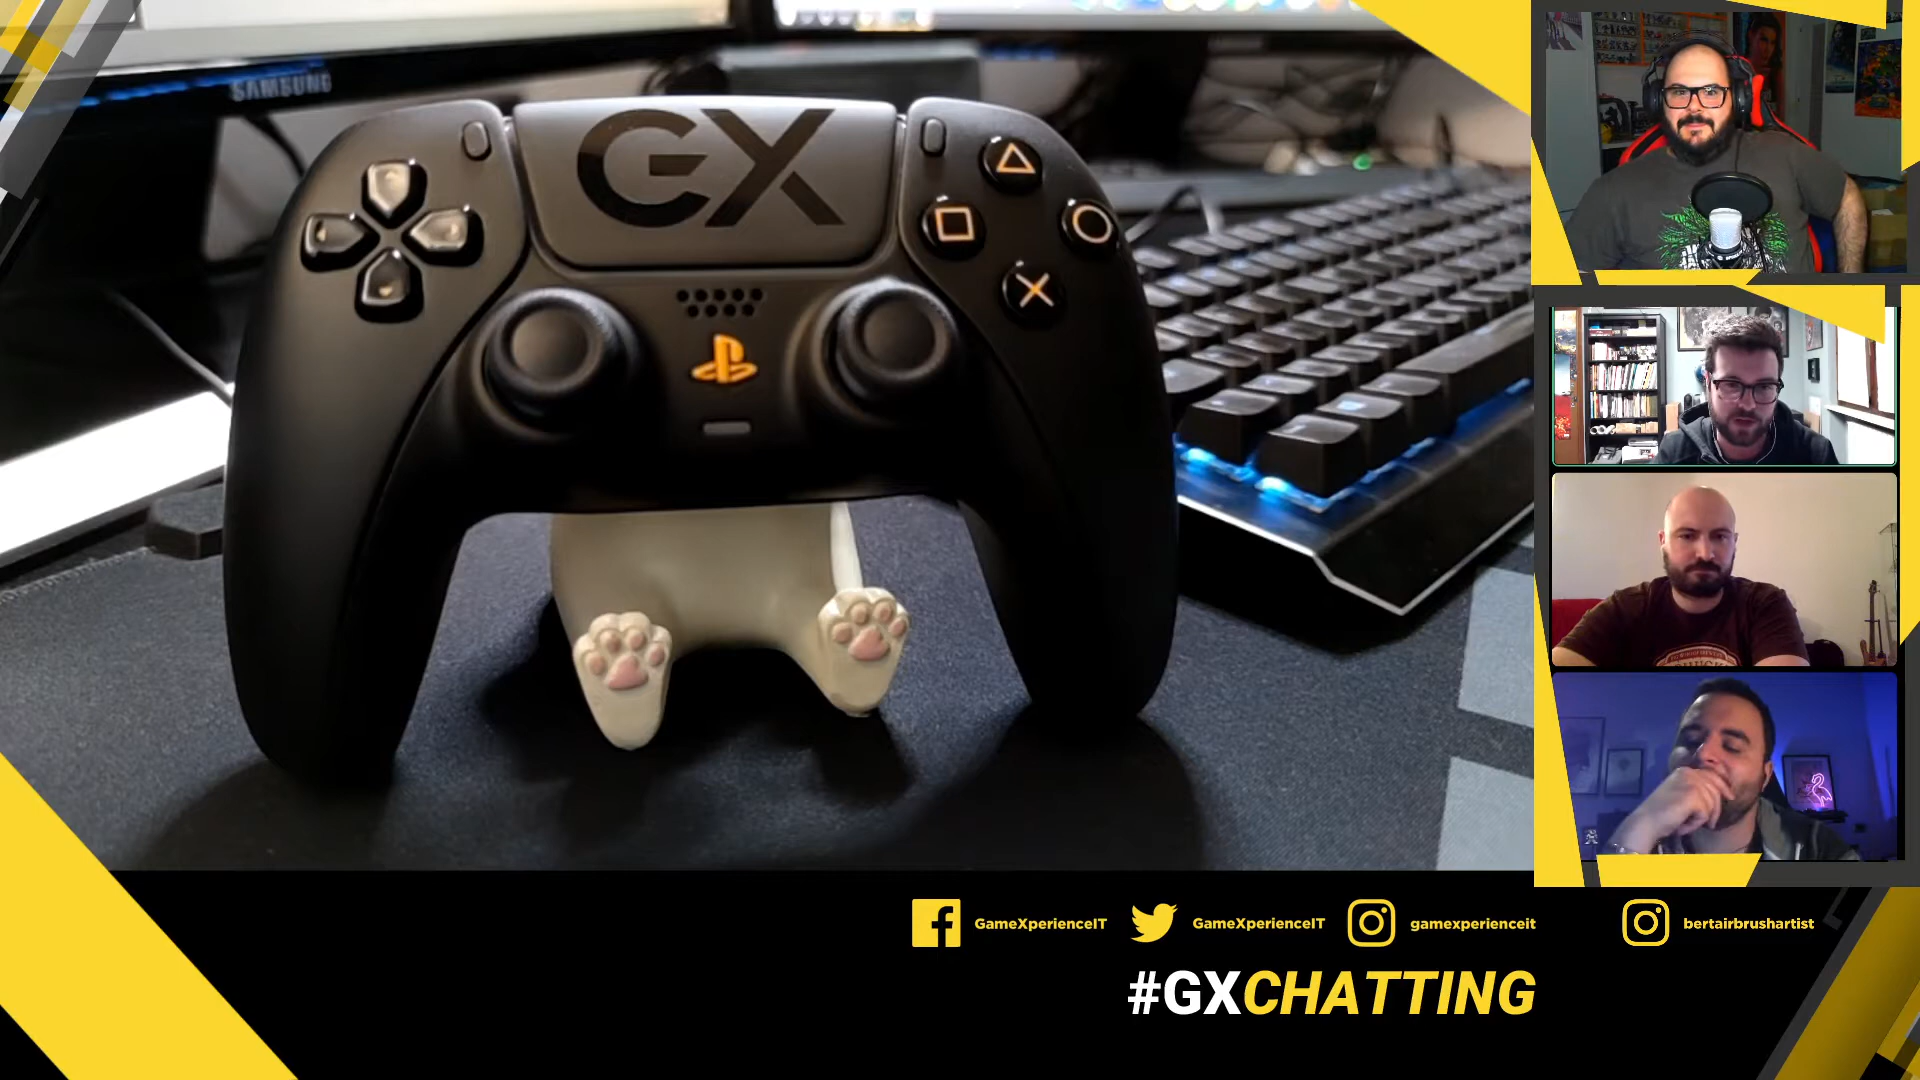 SAMSUNG
GX
GameXperienceIT
GameXperienceIT
gamexperienceit
bertairbrushartist
#GXCHATTING